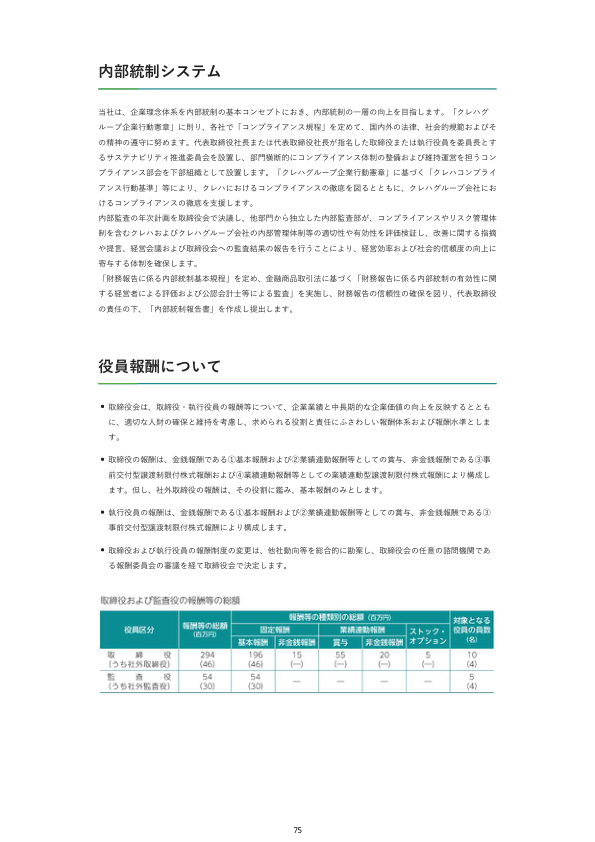 内部統制システム
当社は、企業理念体系を内部統制の基本コンセプトにおき、内部統制の一層の向上を目指します。「クレハグ
ループ企業行動憲章」に則り、各社で「コンプライアンス規程」を定めて、国内外の法律、社会的規範およびそ
の精神の遵守に努めます。代表取締役社長または代表取締役社長が指名した取締役または執行役員を委員長とす
るサステナビリティ推進委員会を設置し、部門横断的にコンプライアンス体制の整備および維持運営を担うコン
プライアンス部会を下部組織として設置します。「クレハグループ企業行動憲章」に基づく「クレハコンプライ
アンス行動基準」等により、クレハにおけるコンプライアンスの徹底を図るとともに、クレハグループ会社にお
けるコンプライアンスの徹底を支援します。
内部監査の年次計画を取締役会で決議し、他部門から独立した内部監査部が、コンプライアンスやリスク管理体
制を含むクレハおよびクレハグループ会社の内部管理体制等の適切性や有効性を評価検証し、改善に関する指摘
や提言、経営会議および取締役会への監査結果の報告を行うことにより、経営効率および社会的信頼度の向上に
寄与する体制を確保します。
「財務報告に係る内部統制基本規程」を定め、金融商品取引法に基づく「財務報告に係る内部統制の有効性に関
する経営者による評価および公認会計士等による監査」を実施し、財務報告の信頼性の確保を図り、代表取締役
の責任の下、「内部統制報告書」を作成し提出します。
役員報酬について
• 取締役会は、取締役・執行役員の報酬等について、企業業績と中長期的な企業価値の向上を反映するととも
に、適切な人財の確保と維持を考慮し、求められる役割と責任にふさわしい報酬体系および報酬水準としま
す。
• 取締役の報酬は、金銭報酬である①基本報酬および②業績連動報酬等としての賞与、非金銭報酬である③事
前交付型譲渡制限付株式報酬および④業績連動報酬等としての業績連動型譲渡制限付株式報酬により構成し
ます。但し、社外取締役の報酬は、その役割に鑑み、基本報酬のみとします。
• 執行役員の報酬は、金銭報酬である①基本報酬および②業績連動報酬等としての賞与、非金銭報酬である③
事前交付型譲渡制限付株式報酬により構成します。
• 取締役および執行役員の報酬制度の変更は、他社動向等を総合的に勘案し、取締役会の任意の諮問機関であ
る報酬委員会の審議を経て取締役会で決定します。
取締役および監査役の報酬等の総額
役員区分 報酬等の総額 (百万円) 報酬等の種類別の総額 (百万円) 対象となる役員の員数 (名)
固定報酬 業績連動報酬 ストック・オプション
基本報酬 非金銭報酬 賞与 非金銭報酬
取締役 294 196 15 55 20 5 10
(うち社外取締役) (46) (46) (―) (―) (―) (―) (4)
監査役 54 54 ― ― ― ― 5
(うち社外監査役) (30) (30) (4)
75